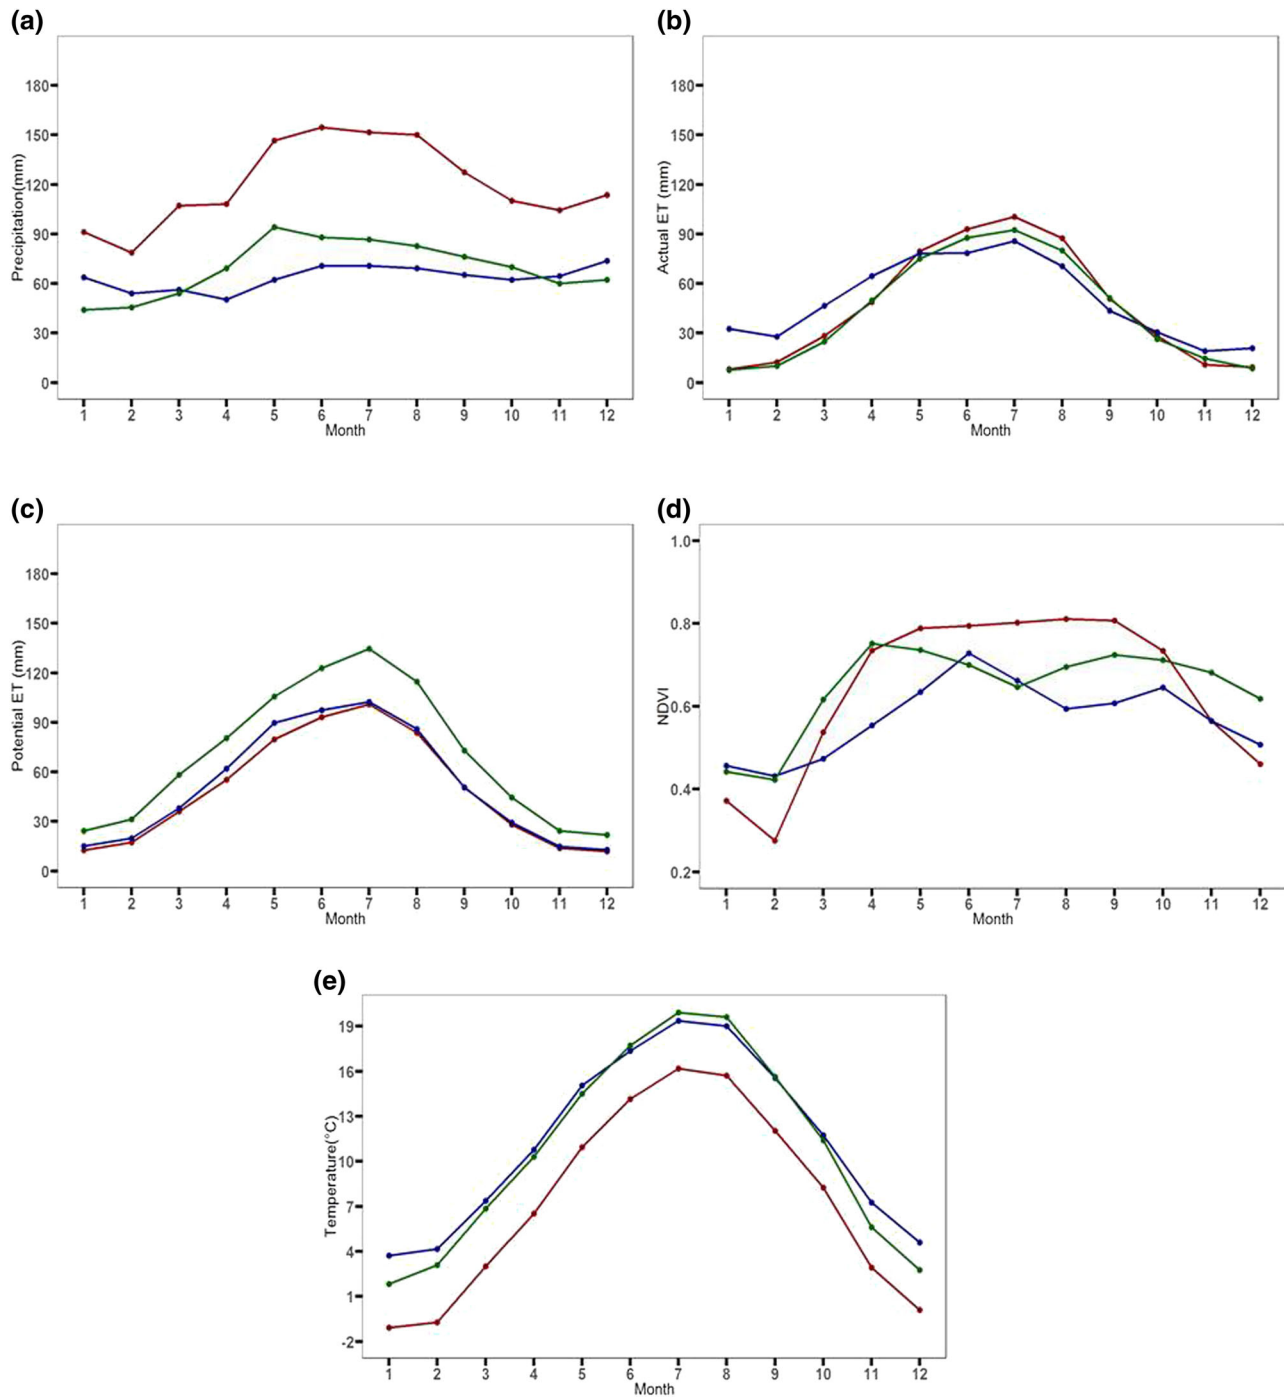 (a)
Precipitation(mm)
180
150
120
90
60
30
0
1 2 3 4 5 6 7 8 9 10 11 12
Month
(b)
Actual ET (mm)
180
150
120
90
60
30
0
1 2 3 4 5 6 7 8 9 10 11 12
Month
(c)
Potential ET (mm)
180
150
120
90
60
30
0
1 2 3 4 5 6 7 8 9 10 11 12
Month
(d)
NDVI
1.0
0.8
0.6
0.4
0.2
1 2 3 4 5 6 7 8 9 10 11 12
Month
(e)
Temperature(°C)
19
16
13
10
7
4
1
-2
1 2 3 4 5 6 7 8 9 10 11 12
Month